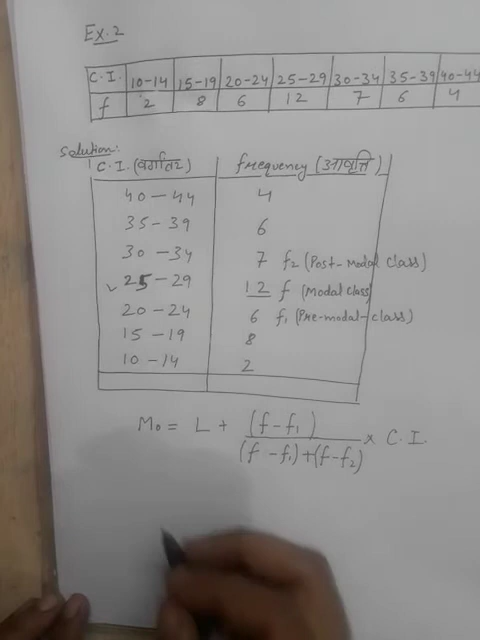 Ex.2
C.I. 10-14 15-19 20-24 25-29 30-34 35-39 40-44
f 2 8 6 12 7 6 4
Solution:
C.I. (वर्गांतर) frequency (आवृत्ति)
40-44 4
35-39 6
30-34 7 f2 (Post-Modal Class)
✓ 25-29 12 f (Modal Class)
20-24 6 f1 (Pre-modal-class)
15-19 8
10-14 2
Mo = L + (f-f1) / (f-f1)+(f-f2) × C.I.